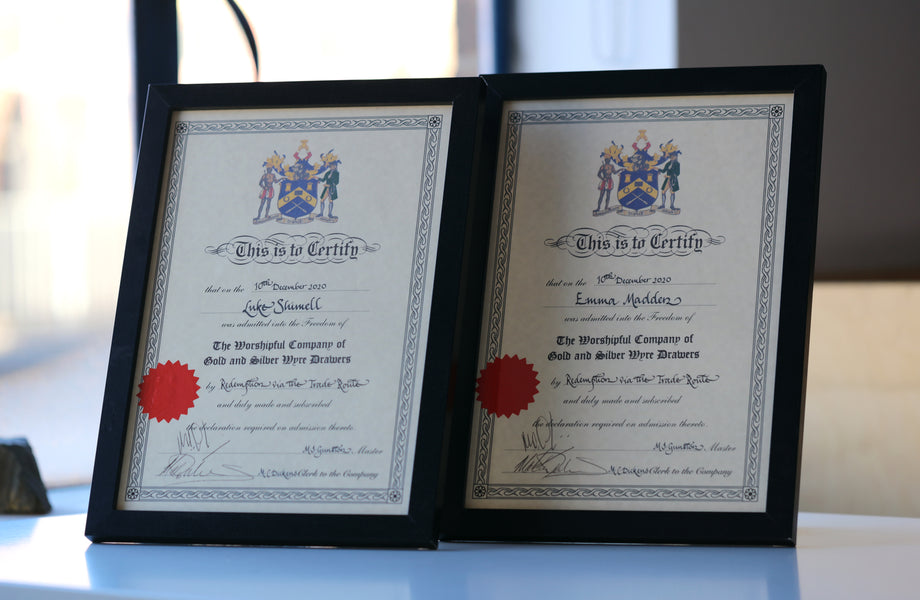 This is to Certify
that on the 10th December 2020
Luke Shimell
was admitted into the Freedom of
The Worshipful Company of
Gold and Silver Wyre Drawers
by Redemption via the Trade Route
and duly made and subscribed
the declaration required on admission thereto.
Master
M.C. Dickens Clerk to the Company
This is to Certify
that on the 10th December 2020
Emma Madden
was admitted into the Freedom of
The Worshipful Company of
Gold and Silver Wyre Drawers
by Redemption via the Trade Route
and duly made and subscribed
the declaration required on admission thereto.
Master
M.C. Dickens Clerk to the Company